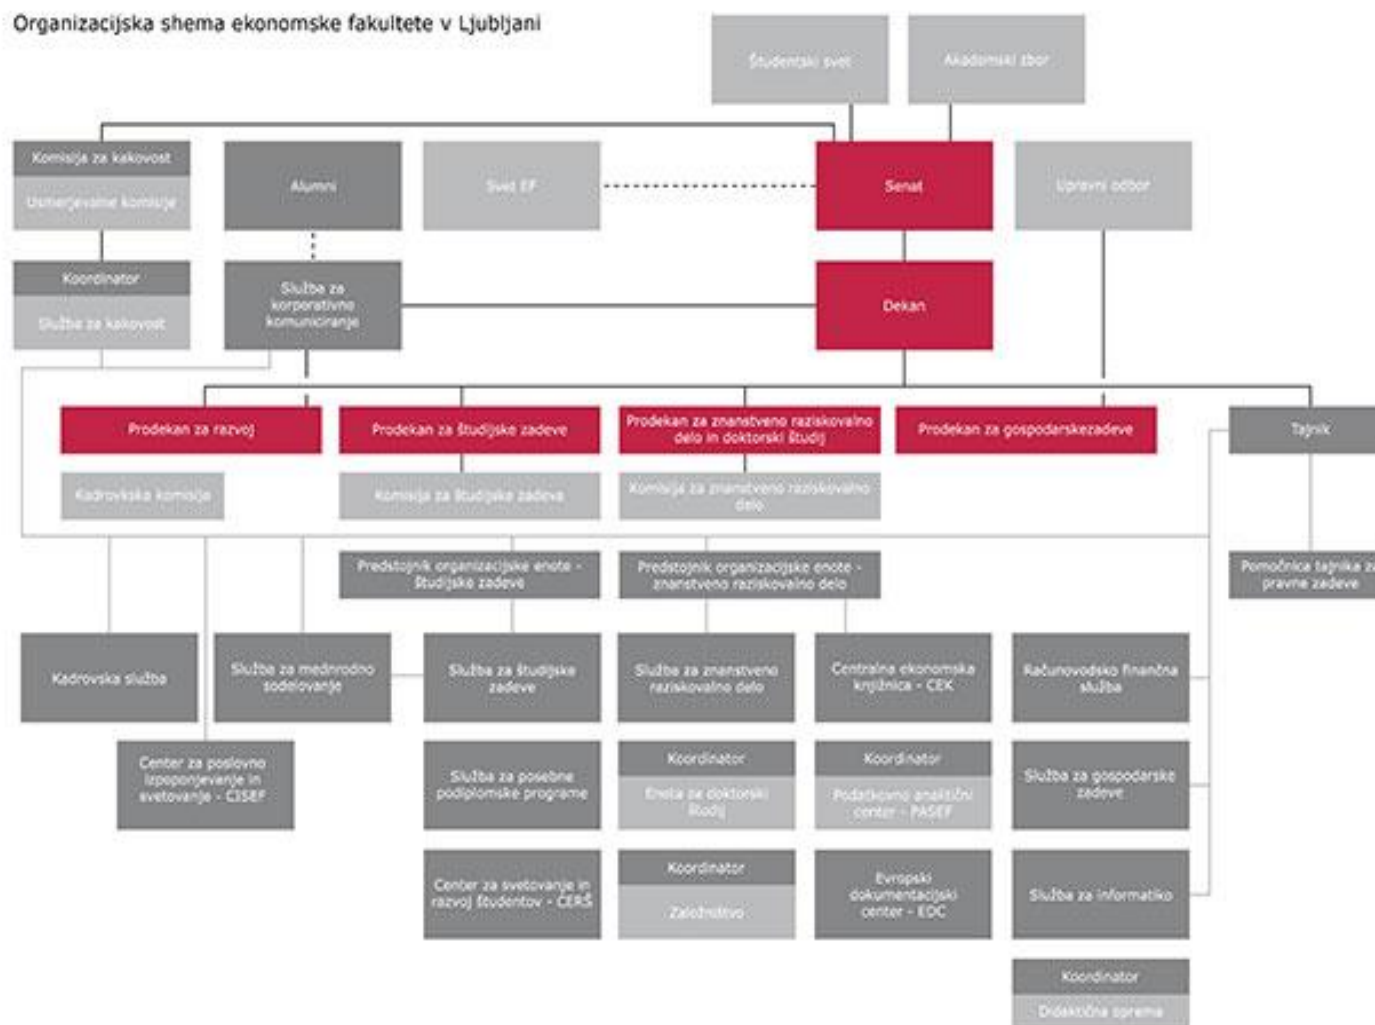 Organizacijska shema ekonomske fakultete v Ljubljani
Študentski svet
Akadomski zbor
Komisija za kakovost
Usmerjevalne komisije
Alumni
Svet EF
Senat
Upravni odbor
Koordinator
Služba za kakovost
Služba za
korporativno
komuniciranje
Dekan
Prodekan za razvoj
Prodekan za študijske zadeve
Prodekan za znanstveno raziskovalno
delo in doktorski študij
Prodekan za gospodarskezadeve
Tajnik
Kadrovkska komisija
Komisija za študijske zadeve
Komisija za znanstveno raziskovalno
delo
Predstojnik organizacijske enote -
študijske zadeve
Predstojnik organizacijske enote -
znanstveno raziskovalno delo
Pomočnica tajnika za
pravne zadeve
Kadrovska služba
Služba za mednrodno
sodelovanje
Služba za študijske
zadeve
Služba za znanstveno
raziskovalno delo
Centralna ekonomska
knjižnica - CEK
Računovodsko finančna
služba
Center za poslovno
izpoponjevanje in
svetovanje - CISEF
Služba za posebne
podiplomske programe
Koordinator
Enota za doktorski
študij
Koordinator
Podatkovno analitični
center - PASEF
Služba za gospodarske
zadeve
Center za svetovanje in
razvoj študentov - CERŠ
Koordinator
Založništvo
Evropski
dokumentacijski
center - EDC
Služba za informatiko
Koordinator
Didaktična oprema